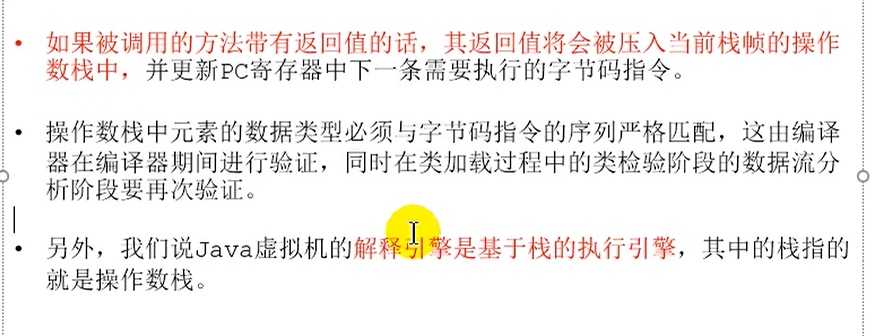 • 如果被调用的方法带有返回值的话，其返回值将会被压入当前栈帧的操作
数栈中，并更新PC寄存器中下一条需要执行的字节码指令。
• 操作数栈中元素的数据类型必须与字节码指令的序列严格匹配，这由编译
器在编译器期间进行验证，同时在类加载过程中的类检验阶段的数据流分
析阶段要再次验证。
• 另外，我们说Java虚拟机的解释引擎是基于栈的执行引擎，其中的栈指的
就是操作数栈。